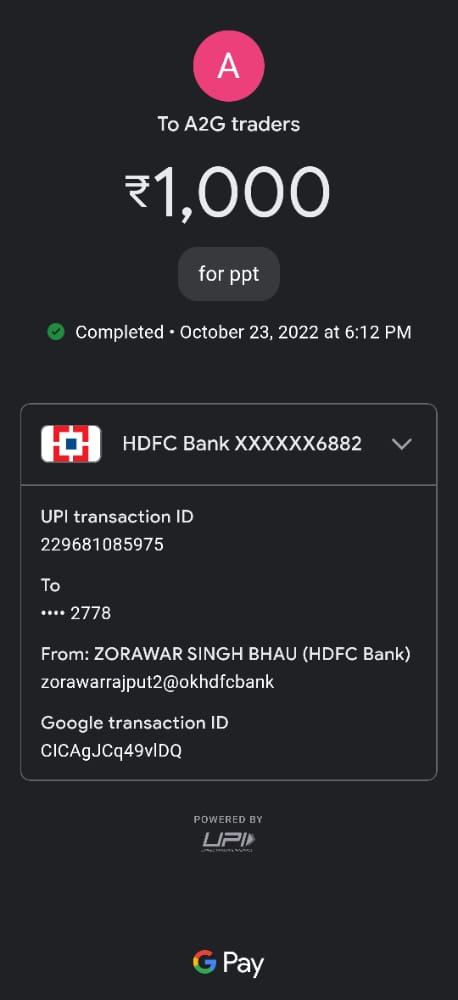 A
To A2G traders
₹1,000
for ppt
Completed • October 23, 2022 at 6:12 PM
HDFC Bank XXXXXX6882
UPI transaction ID
229681085975
To
•••• 2778
From: ZORAWAR SINGH BHAU (HDFC Bank)
zorawarrajput2@okhdfcbank
Google transaction ID
CICAgJCq49vlDQ
POWERED BY
UPI
G Pay